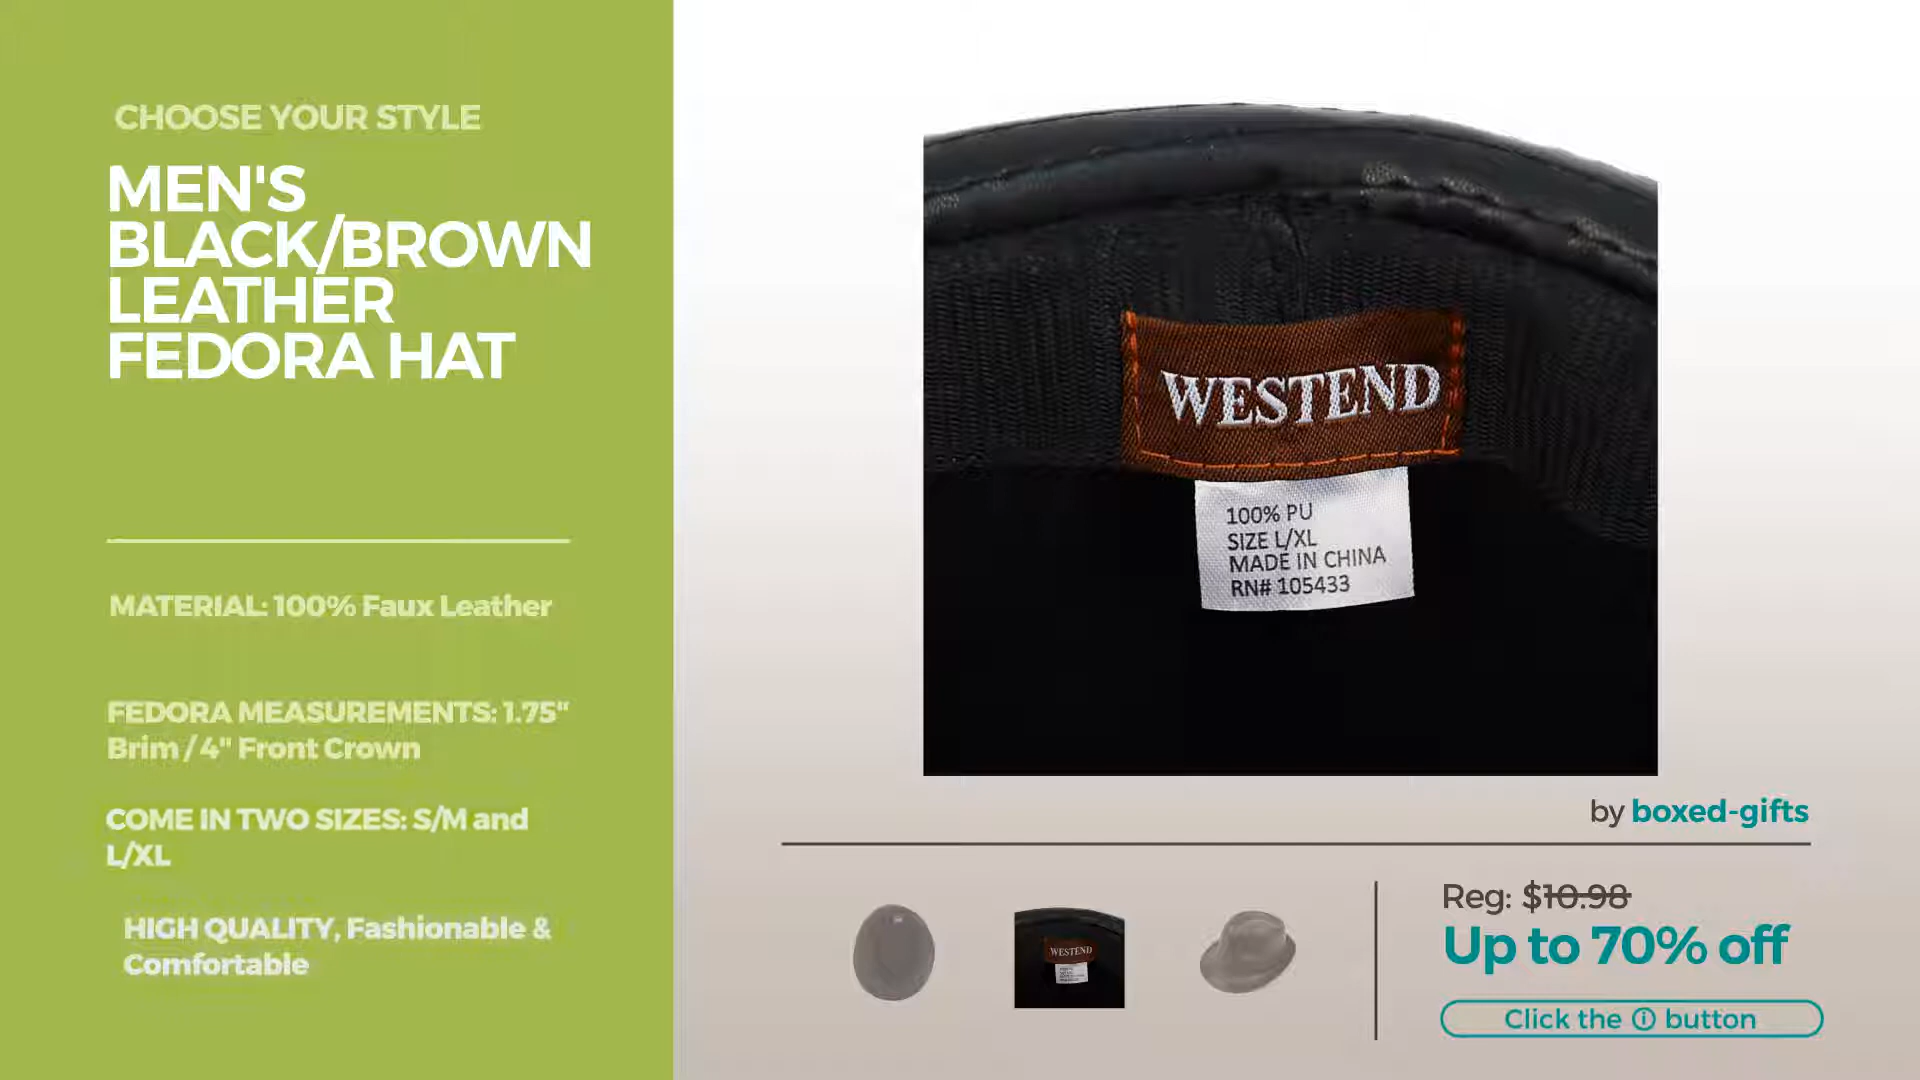 CHOOSE YOUR STYLE
MEN'S
BLACK/BROWN
LEATHER
FEDORA HAT
MATERIAL: 100% Faux Leather
FEDORA MEASUREMENTS: 1.75"
Brim / 4" Front Crown
COME IN TWO SIZES: S/M and
L/XL
HIGH QUALITY, Fashionable &
Comfortable
WESTEND
100% PU
SIZE L/XL
MADE IN CHINA
RN# 105433
by boxed-gifts
WESTEND
Reg: $10.98
Up to 70% off
Click the ⓘ button